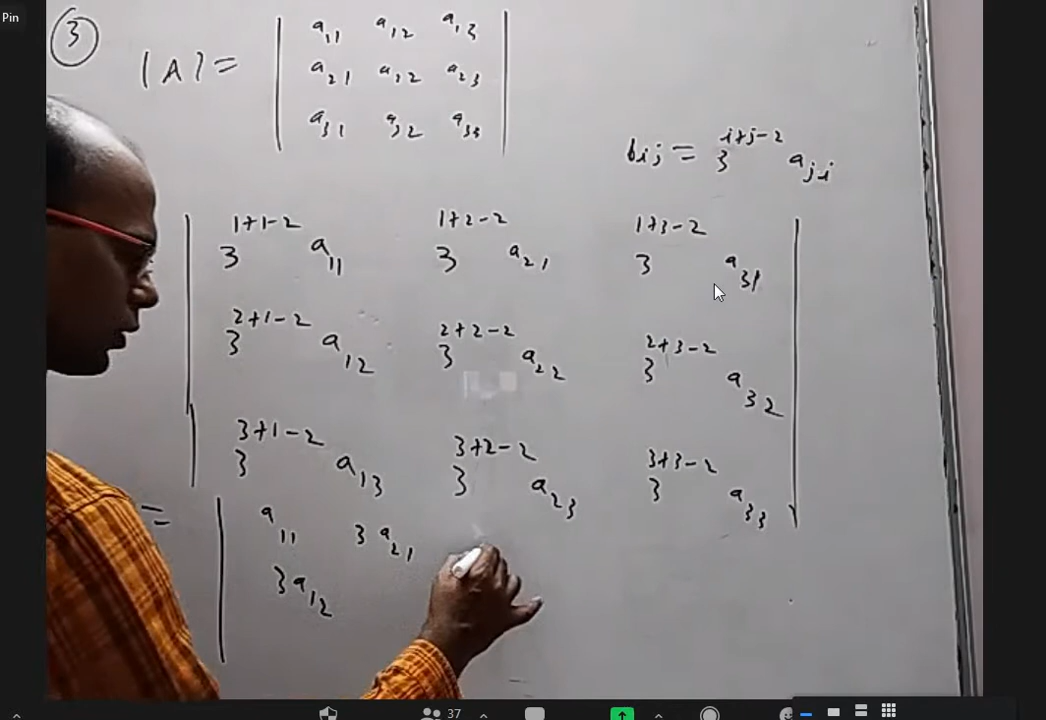 Pin
3
|A| = | a11 a12 a13 |
| a21 a22 a23 |
| a31 a32 a33 |
bij = 3^i+j-2 aji
| 3^1+1-2 a11 3^1+2-2 a21 3^1+3-2 a31 |
| 3^2+1-2 a12 3^2+2-2 a22 3^2+3-2 a32 |
| 3^3+1-2 a13 3^3+2-2 a23 3^3+3-2 a33 |
= | a11 3a21
3a12
37